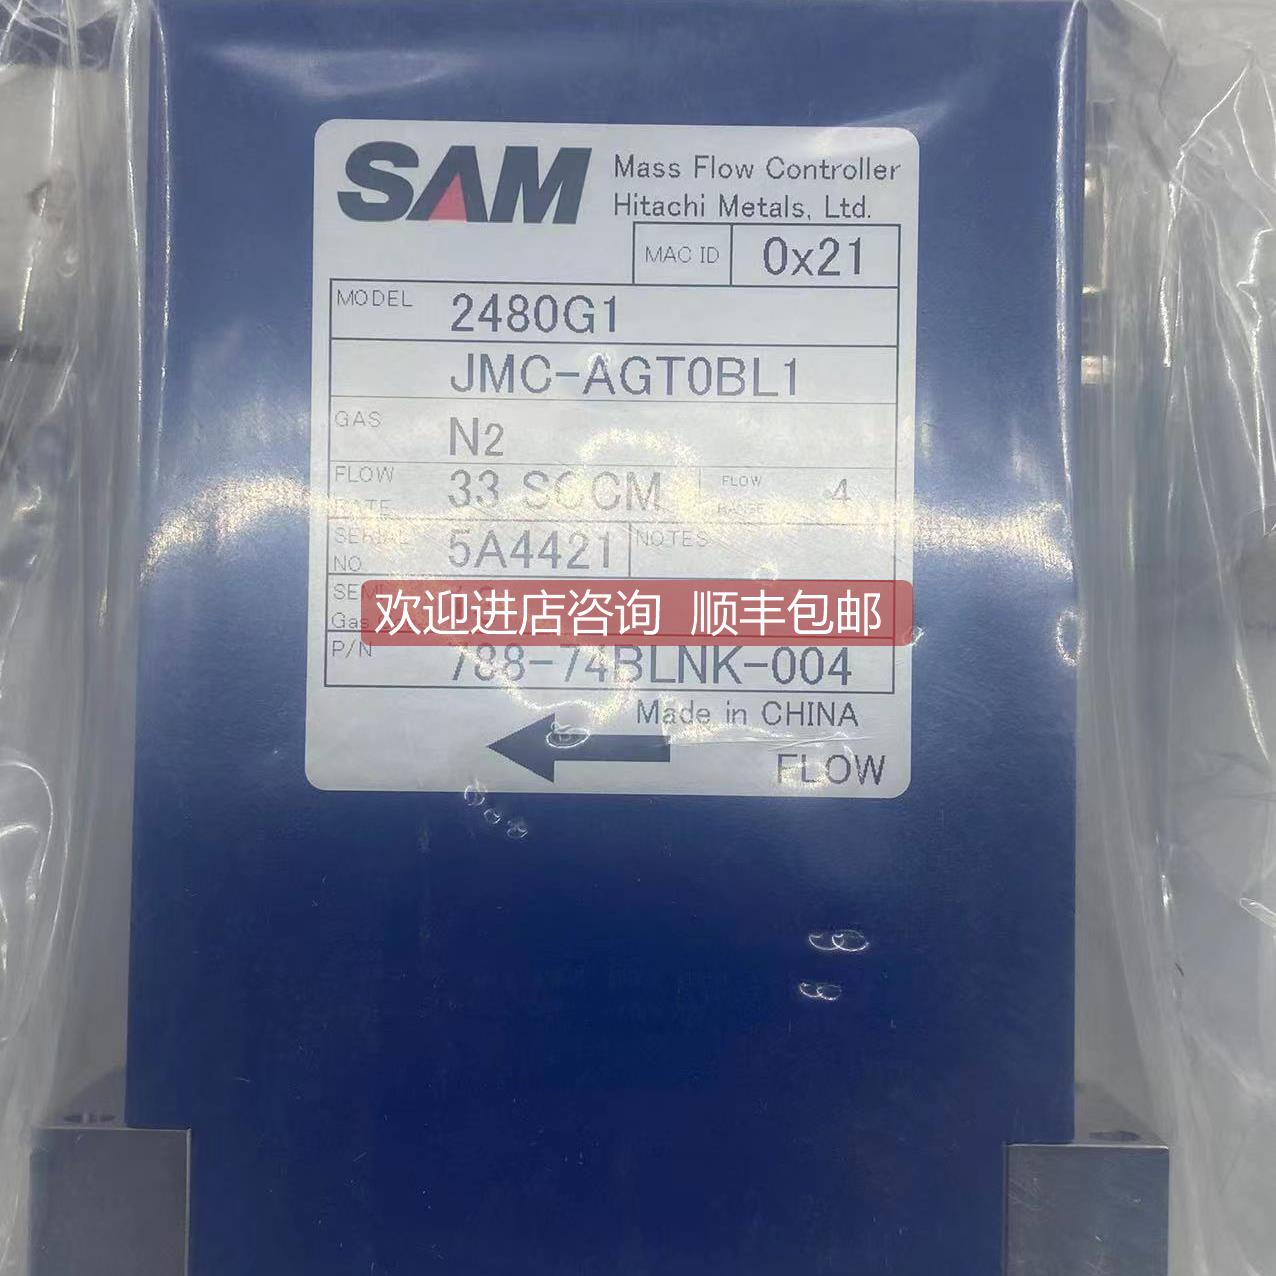 SAM
Mass Flow Controller
Hitachi Metals, Ltd.
MAC ID 0x21
MODEL 2480G1
JMC-AGT0BL1
GAS N2
FLOW RATE 33 SCCM FLOW RANGE 4
SERIAL NO 5A4421 NOTES
SEMI
Gas
欢迎进店咨询 顺丰包邮
P/N 788-74BLNK-004
Made in CHINA
FLOW